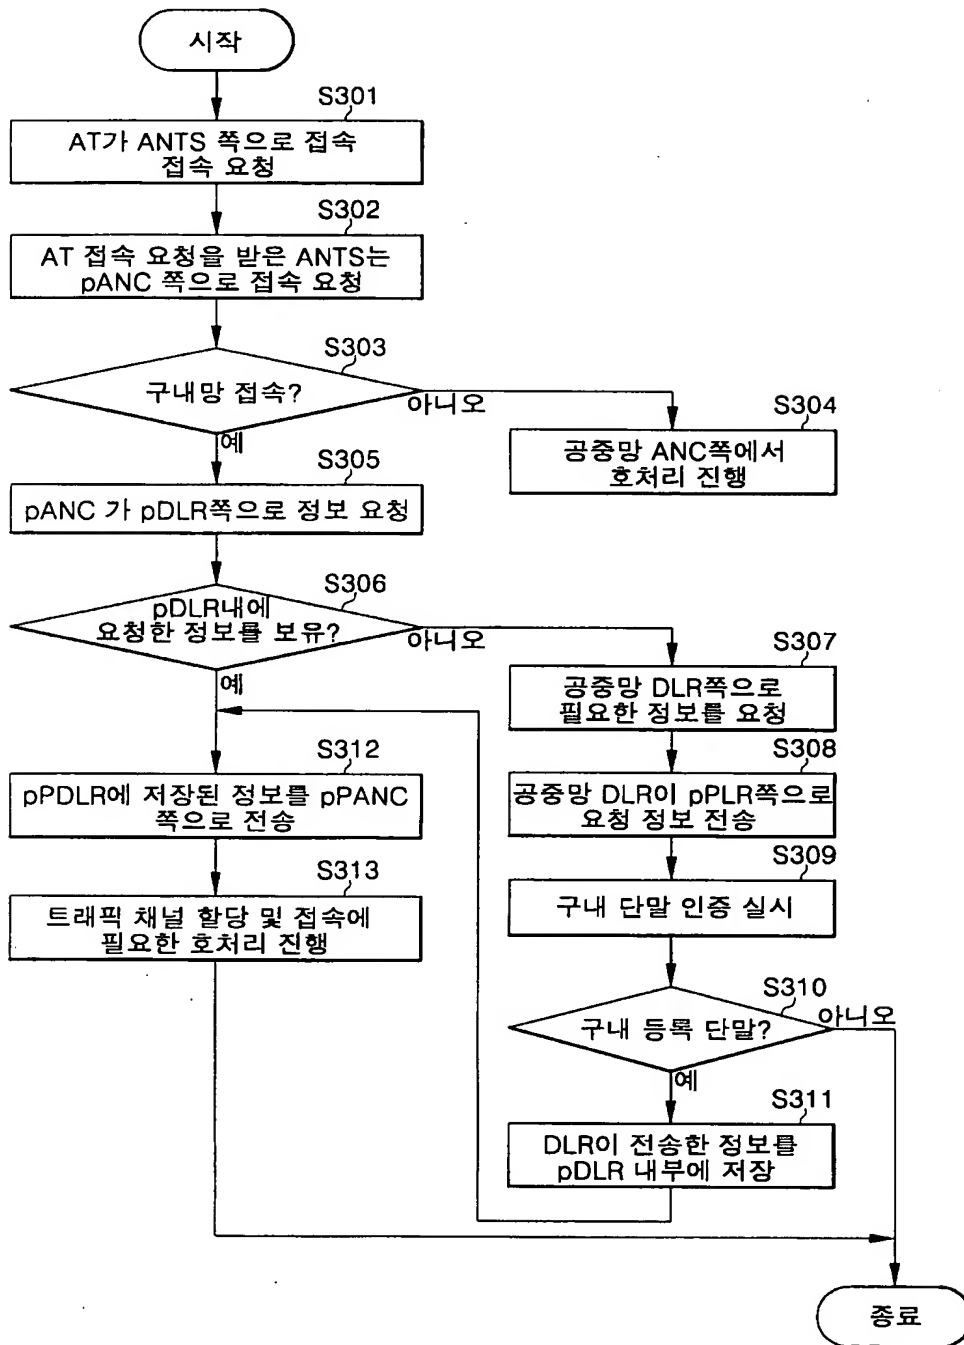 시작
S301
AT가 ANTS 쪽으로 접속
접속 요청
S302
AT 접속 요청을 받은 ANTS는
pANC 쪽으로 접속 요청
S303
구내망 접속?
아니오
예
S304
공중망 ANC쪽에서
호처리 진행
S305
pANC 가 pDLR쪽으로 정보 요청
S306
pDLR내에
요청한 정보를 보유?
아니오
예
S307
공중망 DLR쪽으로
필요한 정보를 요청
S308
공중망 DLR이 pPLR쪽으로
요청 정보 전송
S309
구내 단말 인증 실시
S310
구내 등록 단말?
아니오
예
S311
DLR이 전송한 정보를
pDLR 내부에 저장
S312
pPDLR에 저장된 정보를 pPANC
쪽으로 전송
S313
트래픽 채널 할당 및 접속에
필요한 호처리 진행
종료